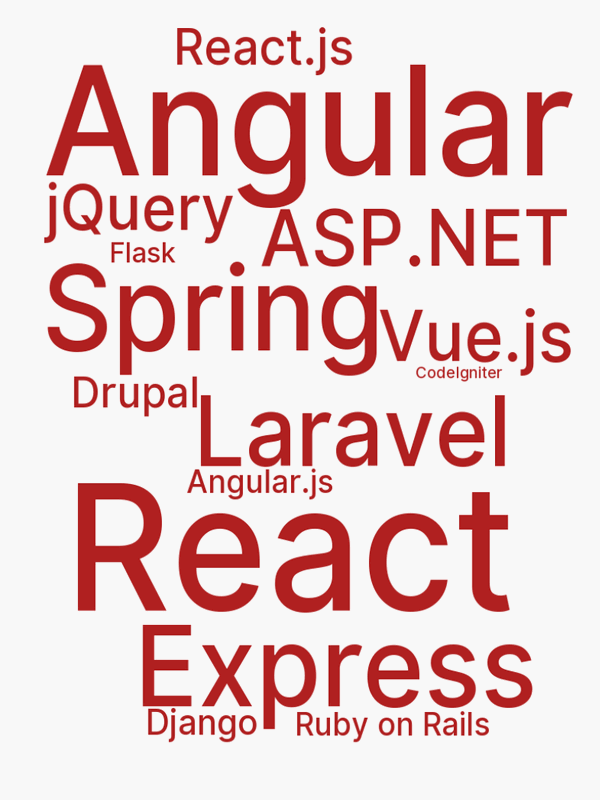 React.js
Angular
jQuery
ASP.NET
Flask
Spring
Vue.js
CodeIgniter
Drupal
Laravel
Angular.js
React
Express
Django
Ruby on Rails